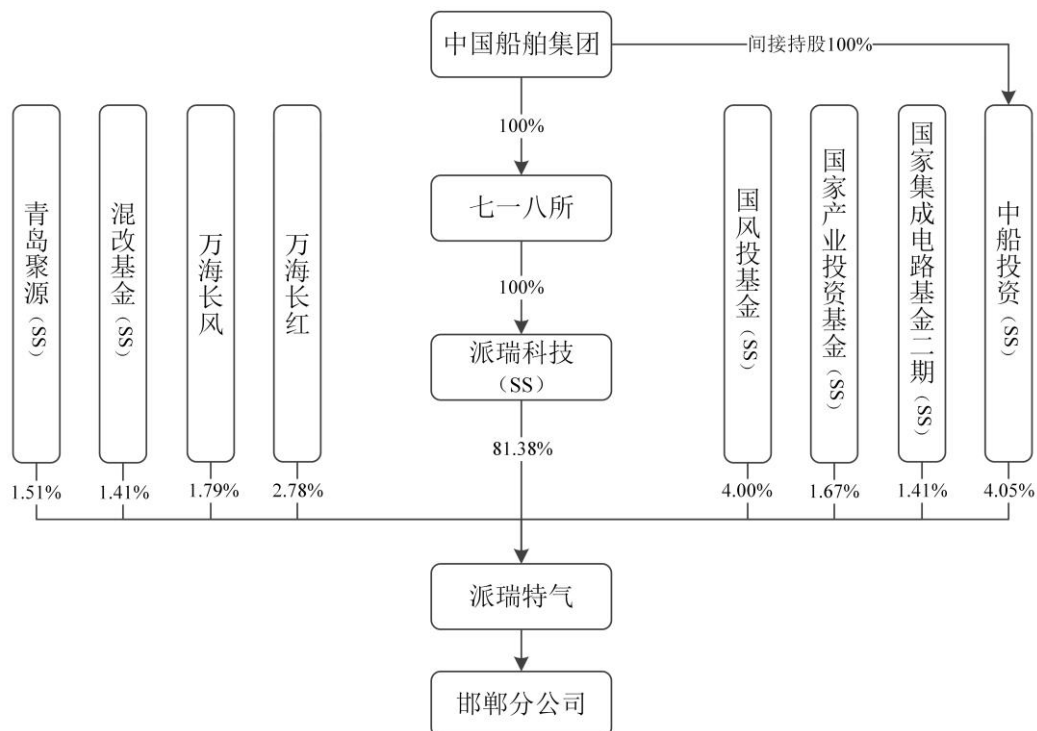 中国船舶集团
间接持股100%
100%
七一八所
100%
派瑞科技
（SS）
81.38%
青岛聚源（SS）
混改基金（SS）
万海长风
万海长红
国风投基金（SS）
国家产业投资基金（SS）
国家集成电路基金二期（SS）
中船投资（SS）
1.51%
1.41%
1.79%
2.78%
4.00%
1.67%
1.41%
4.05%
派瑞特气
邯郸分公司